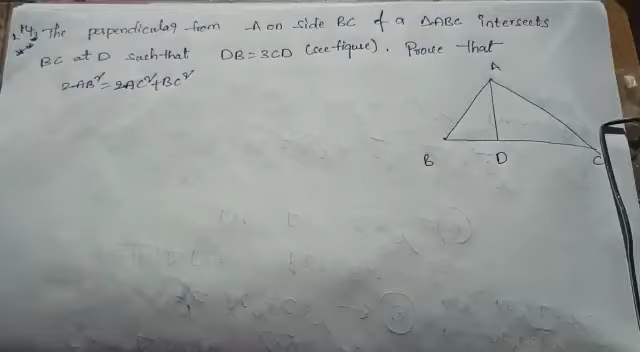 14, The perpendicular from A on side BC of a ΔABC intersects
** BC at D such that DB = 3CD (see figure). Prove that
2AB² = 2AC² + BC²
A
B D C